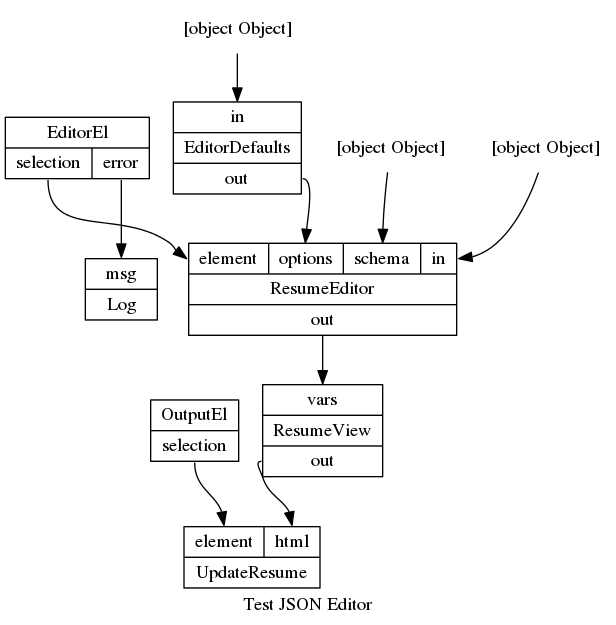 [object Object]
in
EditorDefaults
out
EditorEl
selection error
[object Object]
[object Object]
msg
Log
element options schema in
ResumeEditor
out
OutputEl
selection
vars
ResumeView
out
element html
UpdateResume
Test JSON Editor